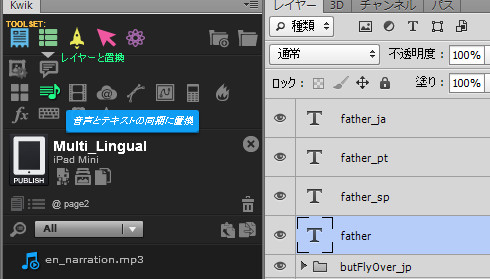 Kwik
TOOLSET:
レイヤーと置換
音声とテキストの同期に置換
Multi_Lingual
iPad Mini
PUBLISH
@ page2
All
en_narration.mp3
レイヤー 3D チャンネル パス
種類
通常 不透明度: 100%
ロック: 塗り: 100%
T father_ja
T father_pt
T father_sp
T father
butFlyOver_jp